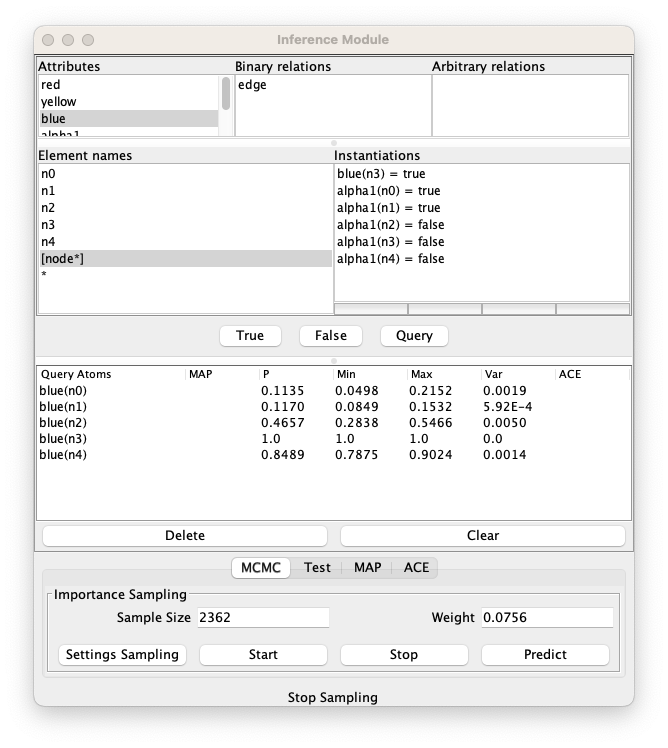 Inference Module
Attributes Binary relations Arbitrary relations
red edge
yellow
blue
alpha1
Element names Instantiations
n0 blue(n3) = true
n1 alpha1(n0) = true
n2 alpha1(n1) = true
n3 alpha1(n2) = false
n4 alpha1(n3) = false
[node*] alpha1(n4) = false
*
True False Query
Query Atoms MAP P Min Max Var ACE
blue(n0) 0.1135 0.0498 0.2152 0.0019
blue(n1) 0.1170 0.0849 0.1532 5.92E-4
blue(n2) 0.4657 0.2838 0.5466 0.0050
blue(n3) 1.0 1.0 1.0 0.0
blue(n4) 0.8489 0.7875 0.9024 0.0014
Delete Clear
MCMC Test MAP ACE
Importance Sampling
Sample Size 2362 Weight 0.0756
Settings Sampling Start Stop Predict
Stop Sampling